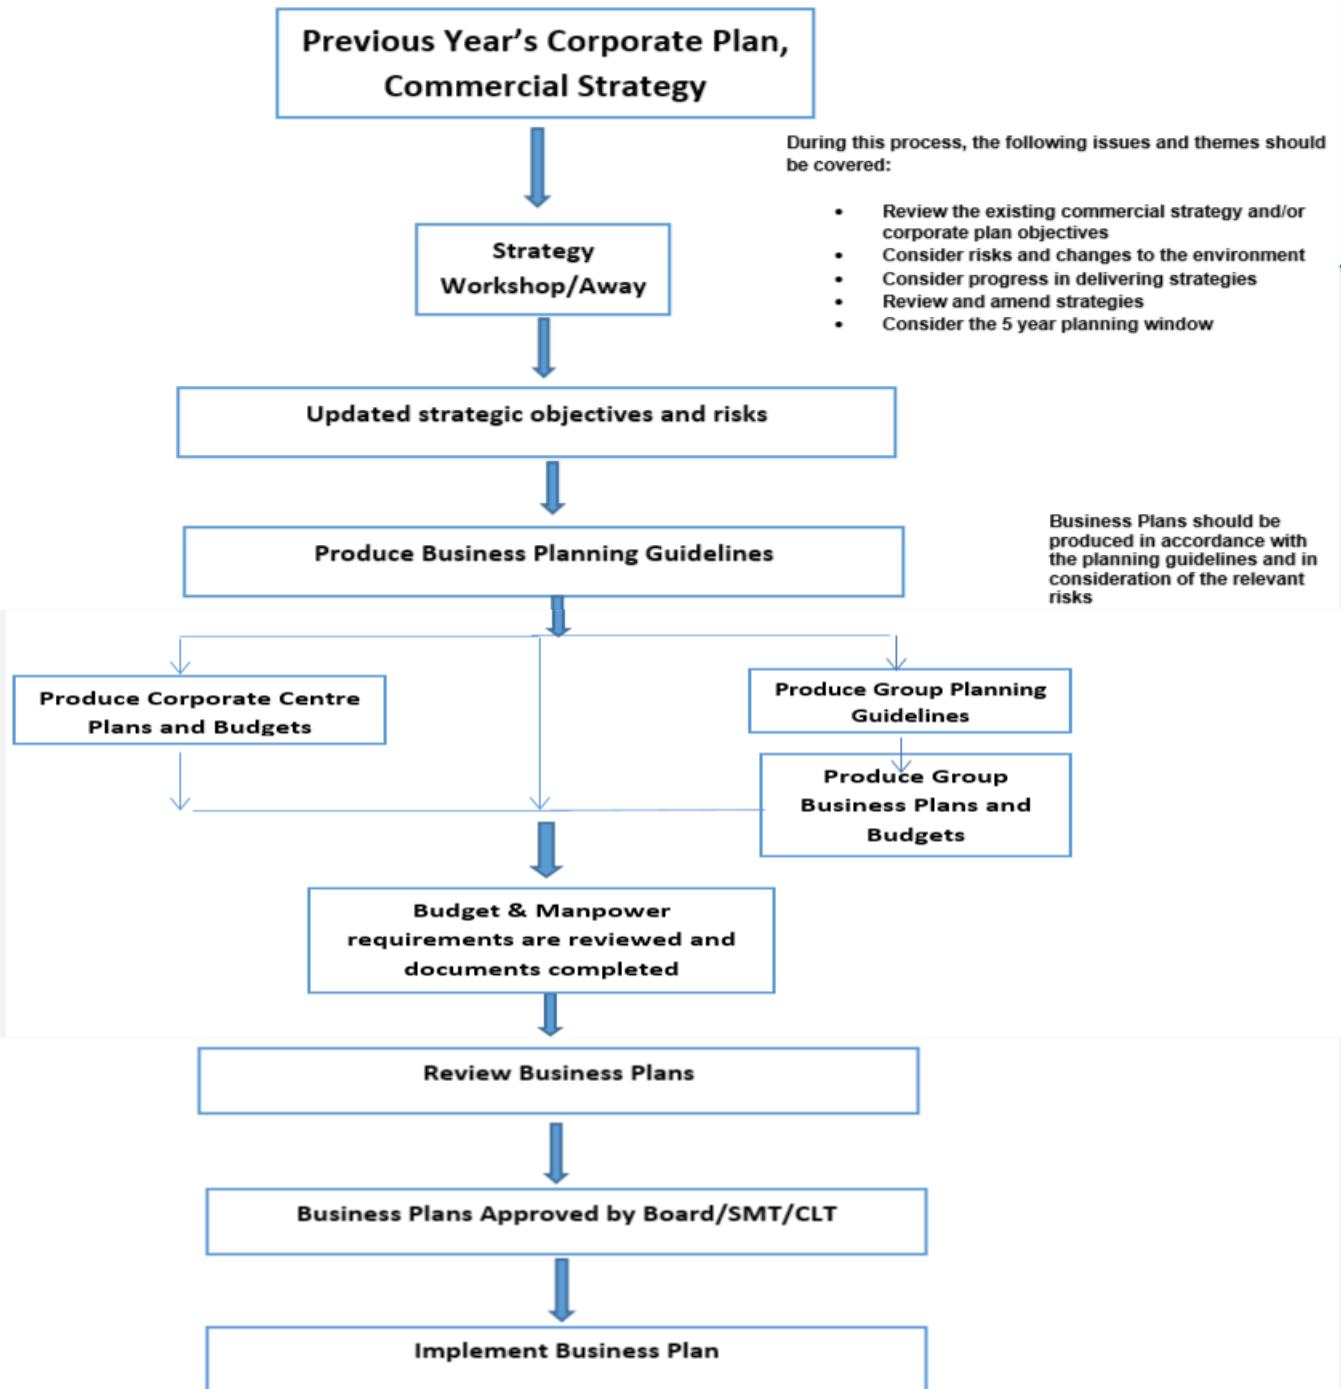 Previous Year’s Corporate Plan,
Commercial Strategy
During this process, the following issues and themes should
be covered:
• Review the existing commercial strategy and/or
corporate plan objectives
• Consider risks and changes to the environment
• Consider progress in delivering strategies
• Review and amend strategies
• Consider the 5 year planning window
Strategy
Workshop/Away
Updated strategic objectives and risks
Produce Business Planning Guidelines
Business Plans should be
produced in accordance with
the planning guidelines and in
consideration of the relevant
risks
Produce Corporate Centre
Plans and Budgets
Produce Group Planning
Guidelines
Produce Group
Business Plans and
Budgets
Budget & Manpower
requirements are reviewed and
documents completed
Review Business Plans
Business Plans Approved by Board/SMT/CLT
Implement Business Plan